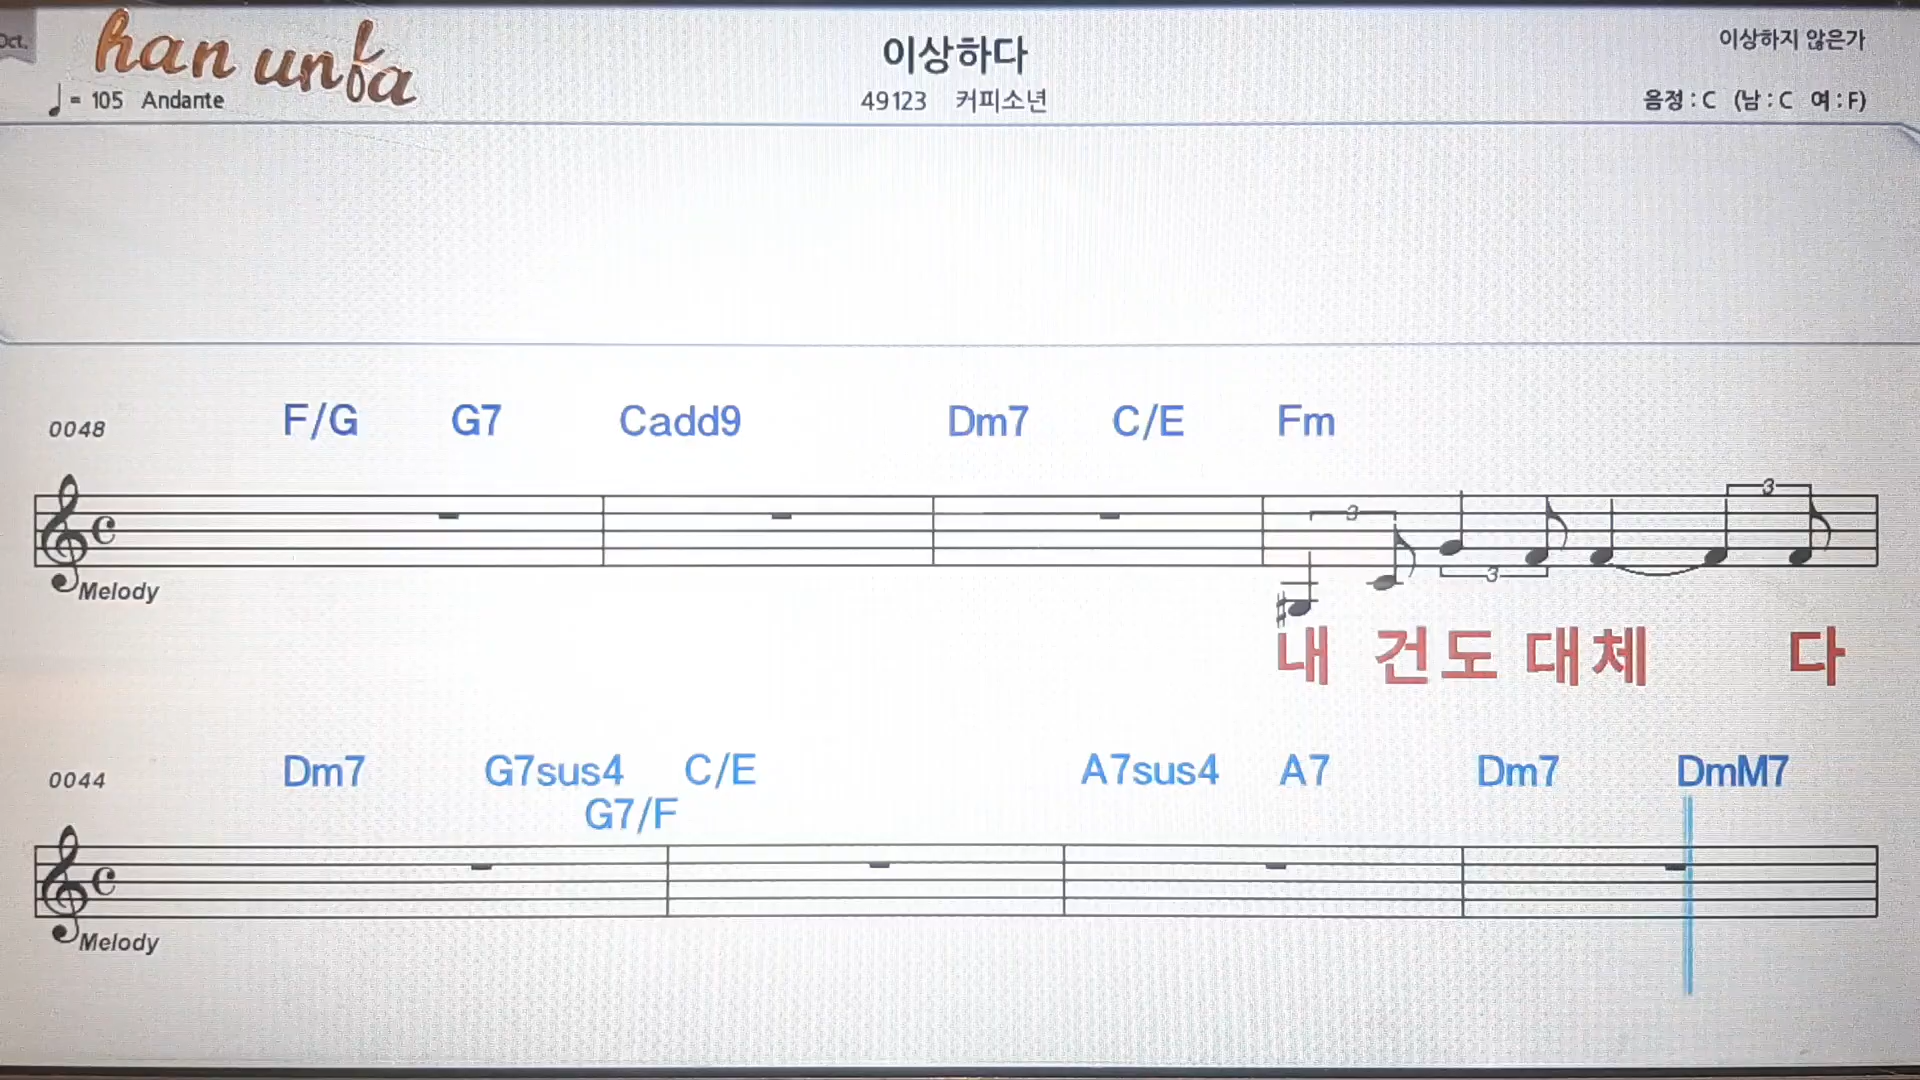 Oct.
han unba
이상하다
이상하지 않은가
♩= 105 Andante
49123 커피소년
음정 : C (남 : C 여 : F)
0048 F/G G7 Cadd9 Dm7 C/E Fm
3 3 3
Melody
내 건도 대체 다
0044 Dm7 G7sus4 C/E A7sus4 A7 Dm7 DmM7
G7/F
Melody